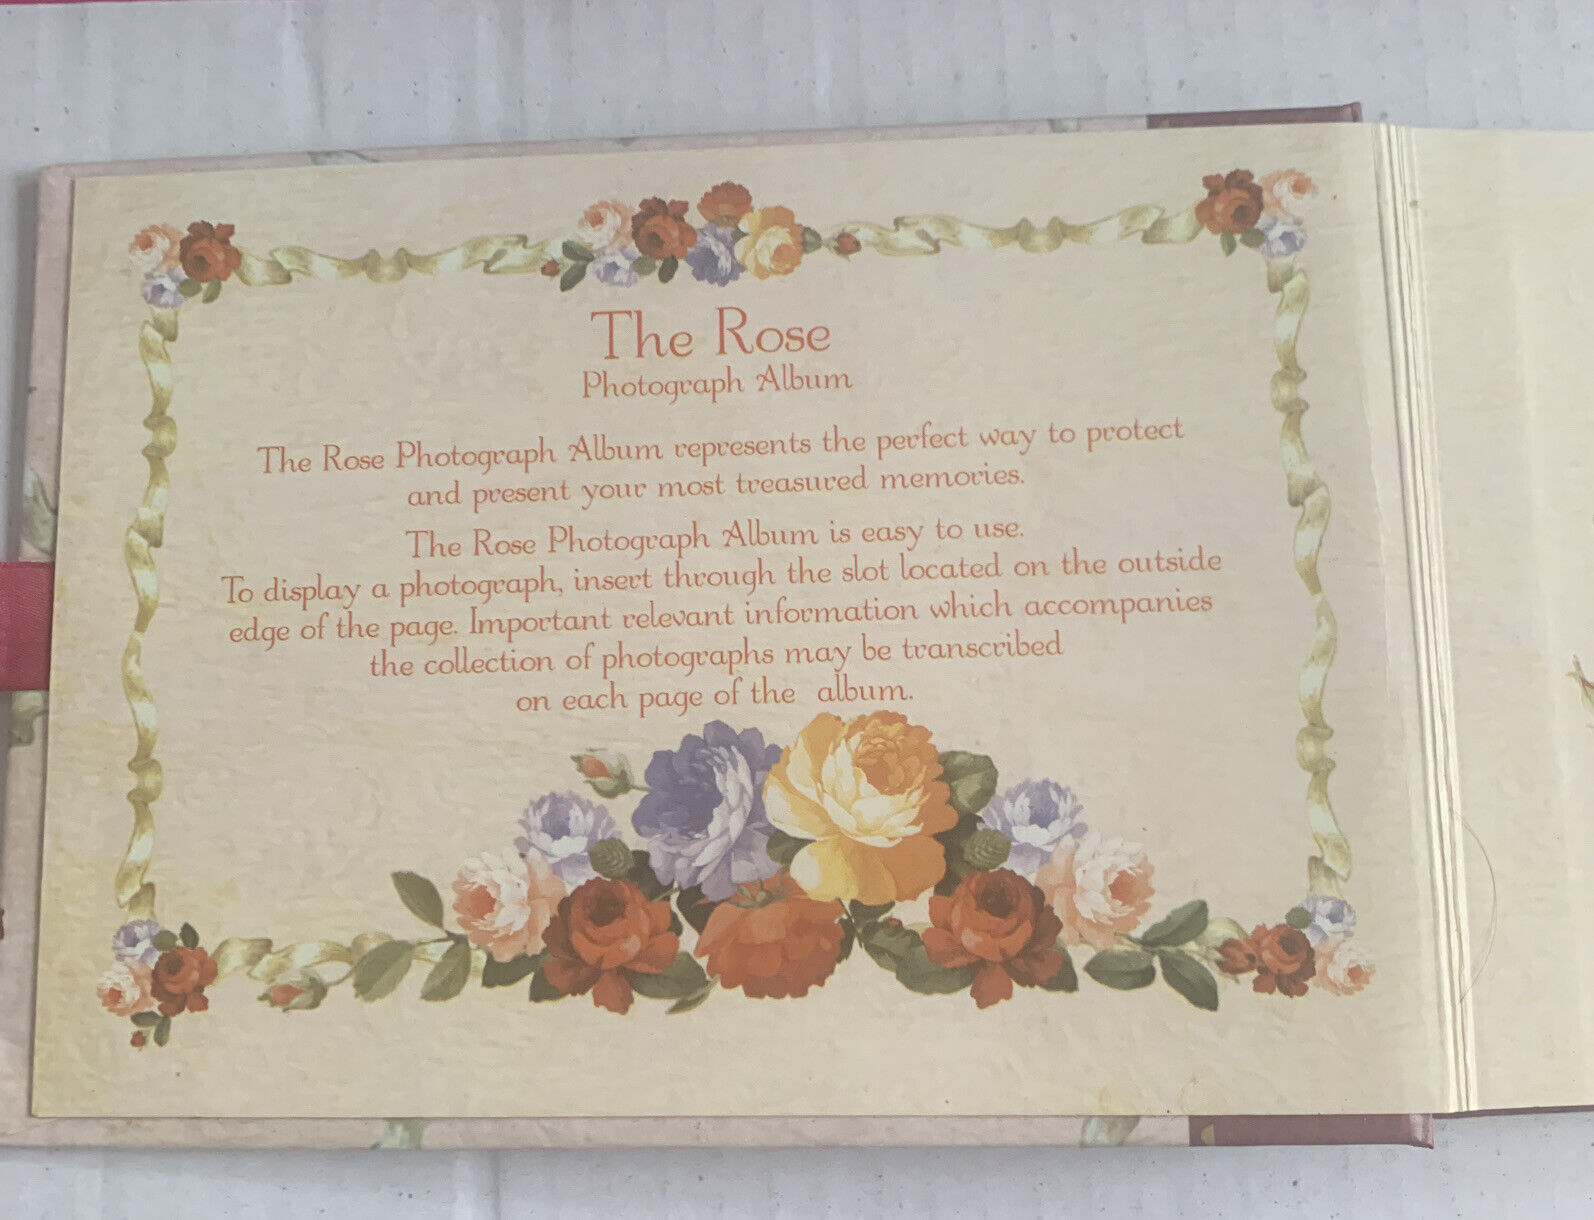 The Rose
Photograph Album
The Rose Photograph Album represents the perfect way to protect
and present your most treasured memories.
The Rose Photograph Album is easy to use.
To display a photograph, insert through the slot located on the outside
edge of the page. Important relevant information which accompanies
the collection of photographs may be transcribed
on each page of the album.